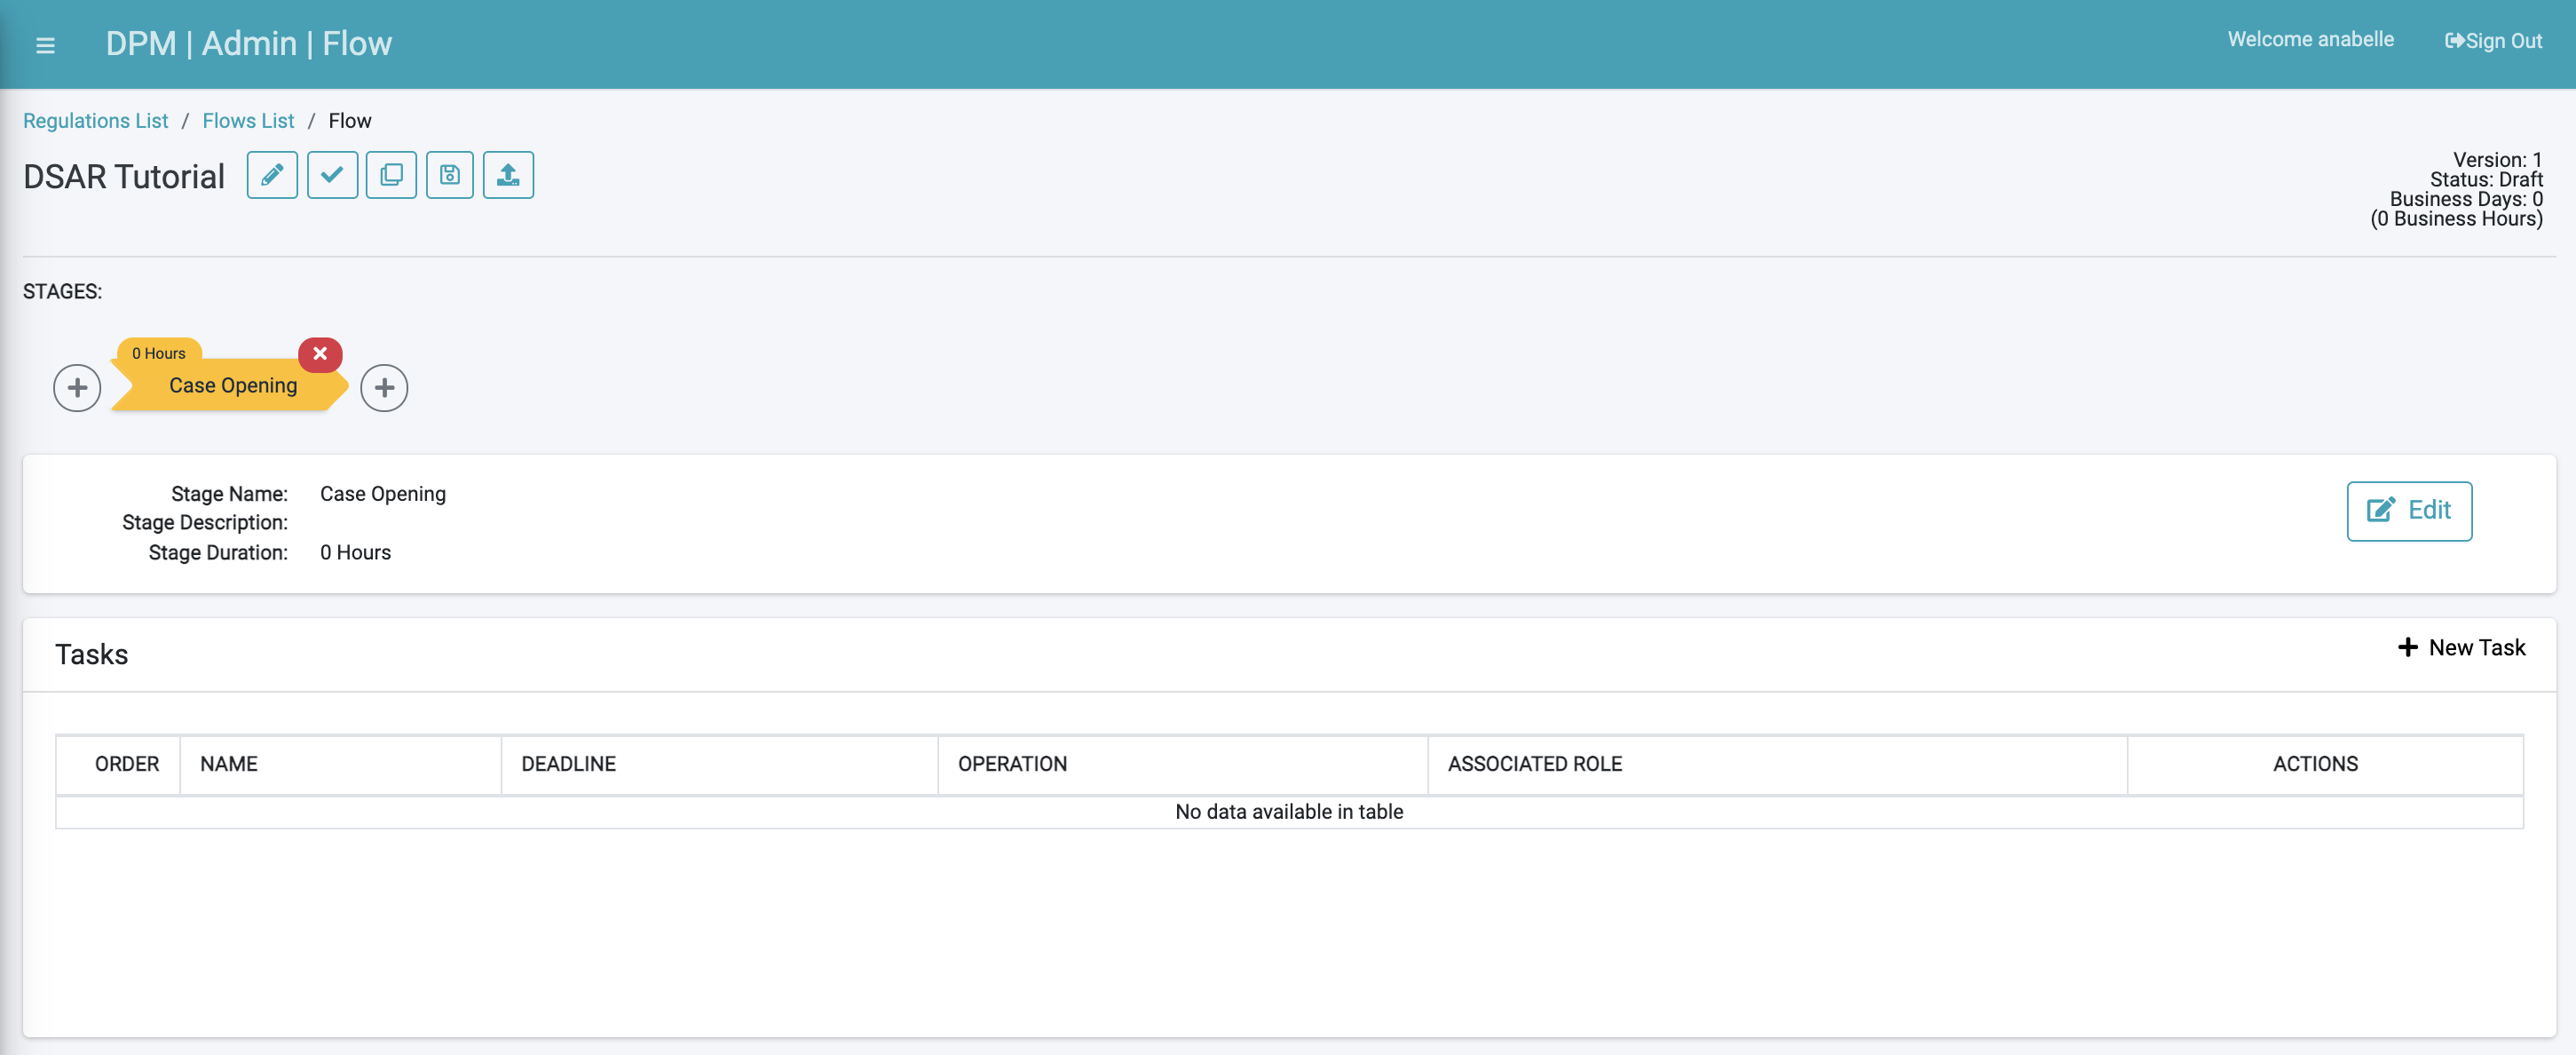 DPM | Admin | Flow
Welcome anabelle
Sign Out
Regulations List / Flows List / Flow
DSAR Tutorial
Version: 1
Status: Draft
Business Days: 0
(0 Business Hours)
STAGES:
0 Hours
Case Opening
Stage Name: Case Opening
Stage Description:
Stage Duration: 0 Hours
Edit
Tasks
New Task
ORDER NAME DEADLINE OPERATION ASSOCIATED ROLE ACTIONS
No data available in table